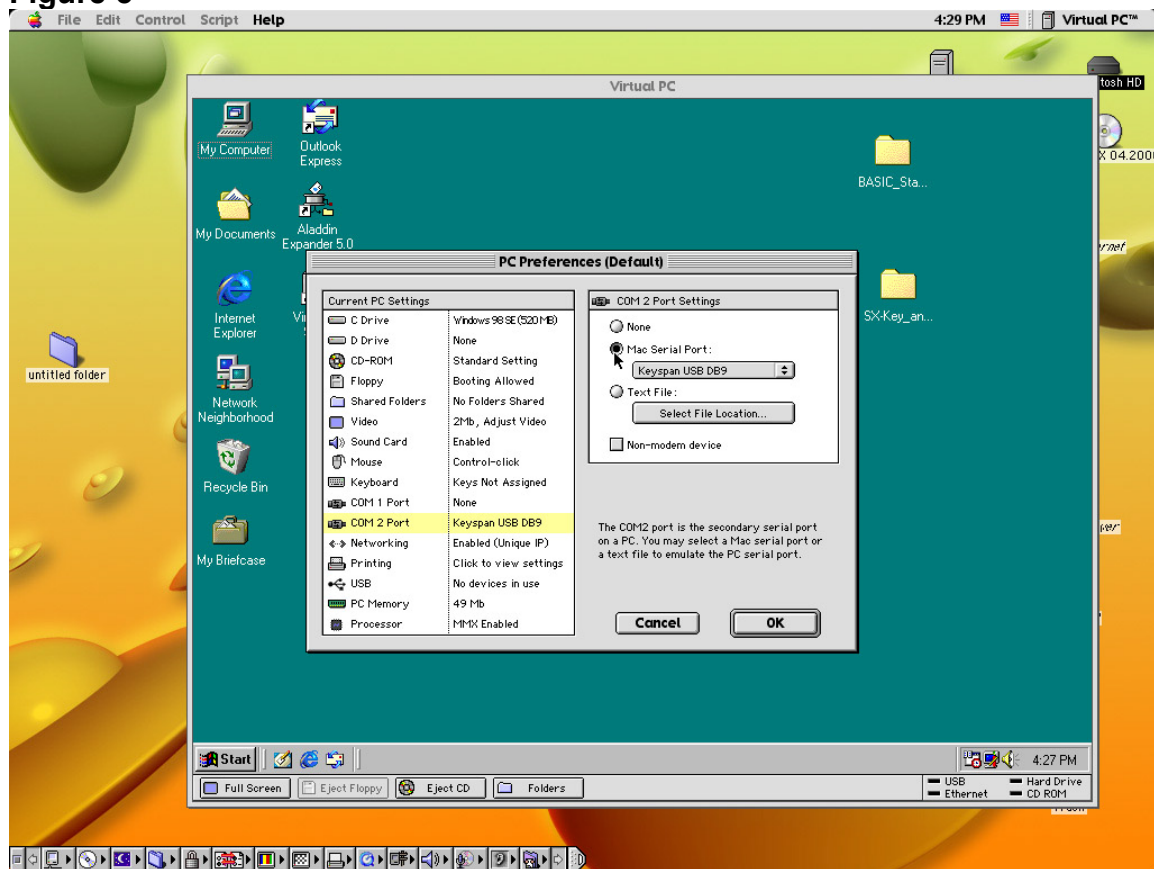 File Edit Control Script Help 4:29 PM Virtual PC™
Virtual PC
tosh HD
My Computer
Outlook
Express
X 04.200
BASIC_Sta...
My Documents
Aladdin
Expander 5.0
PC Preferences (Default)
Current PC Settings
C Drive Windows 98 SE (520 MB)
D Drive None
CD-ROM Standard Setting
Floppy Booting Allowed
Shared Folders No Folders Shared
Video 2Mb, Adjust Video
Sound Card Enabled
Mouse Control-click
Keyboard Keys Not Assigned
COM 1 Port None
COM 2 Port Keyspan USB DB9
Networking Enabled (Unique IP)
Printing Click to view settings
USB No devices in use
PC Memory 49 Mb
Processor MMX Enabled
COM 2 Port Settings
None
Mac Serial Port:
Keyspan USB DB9
Text File:
Select File Location...
Non-modem device
The COM2 port is the secondary serial port
on a PC. You may select a Mac serial port or
a text file to emulate the PC serial port.
Cancel OK
Internet
Explorer
SX-Key_an...
untitled folder
Network
Neighborhood
Recycle Bin
My Briefcase
Start 4:27 PM
Full Screen Eject Floppy Eject CD Folders
USB Hard Drive
Ethernet CD ROM